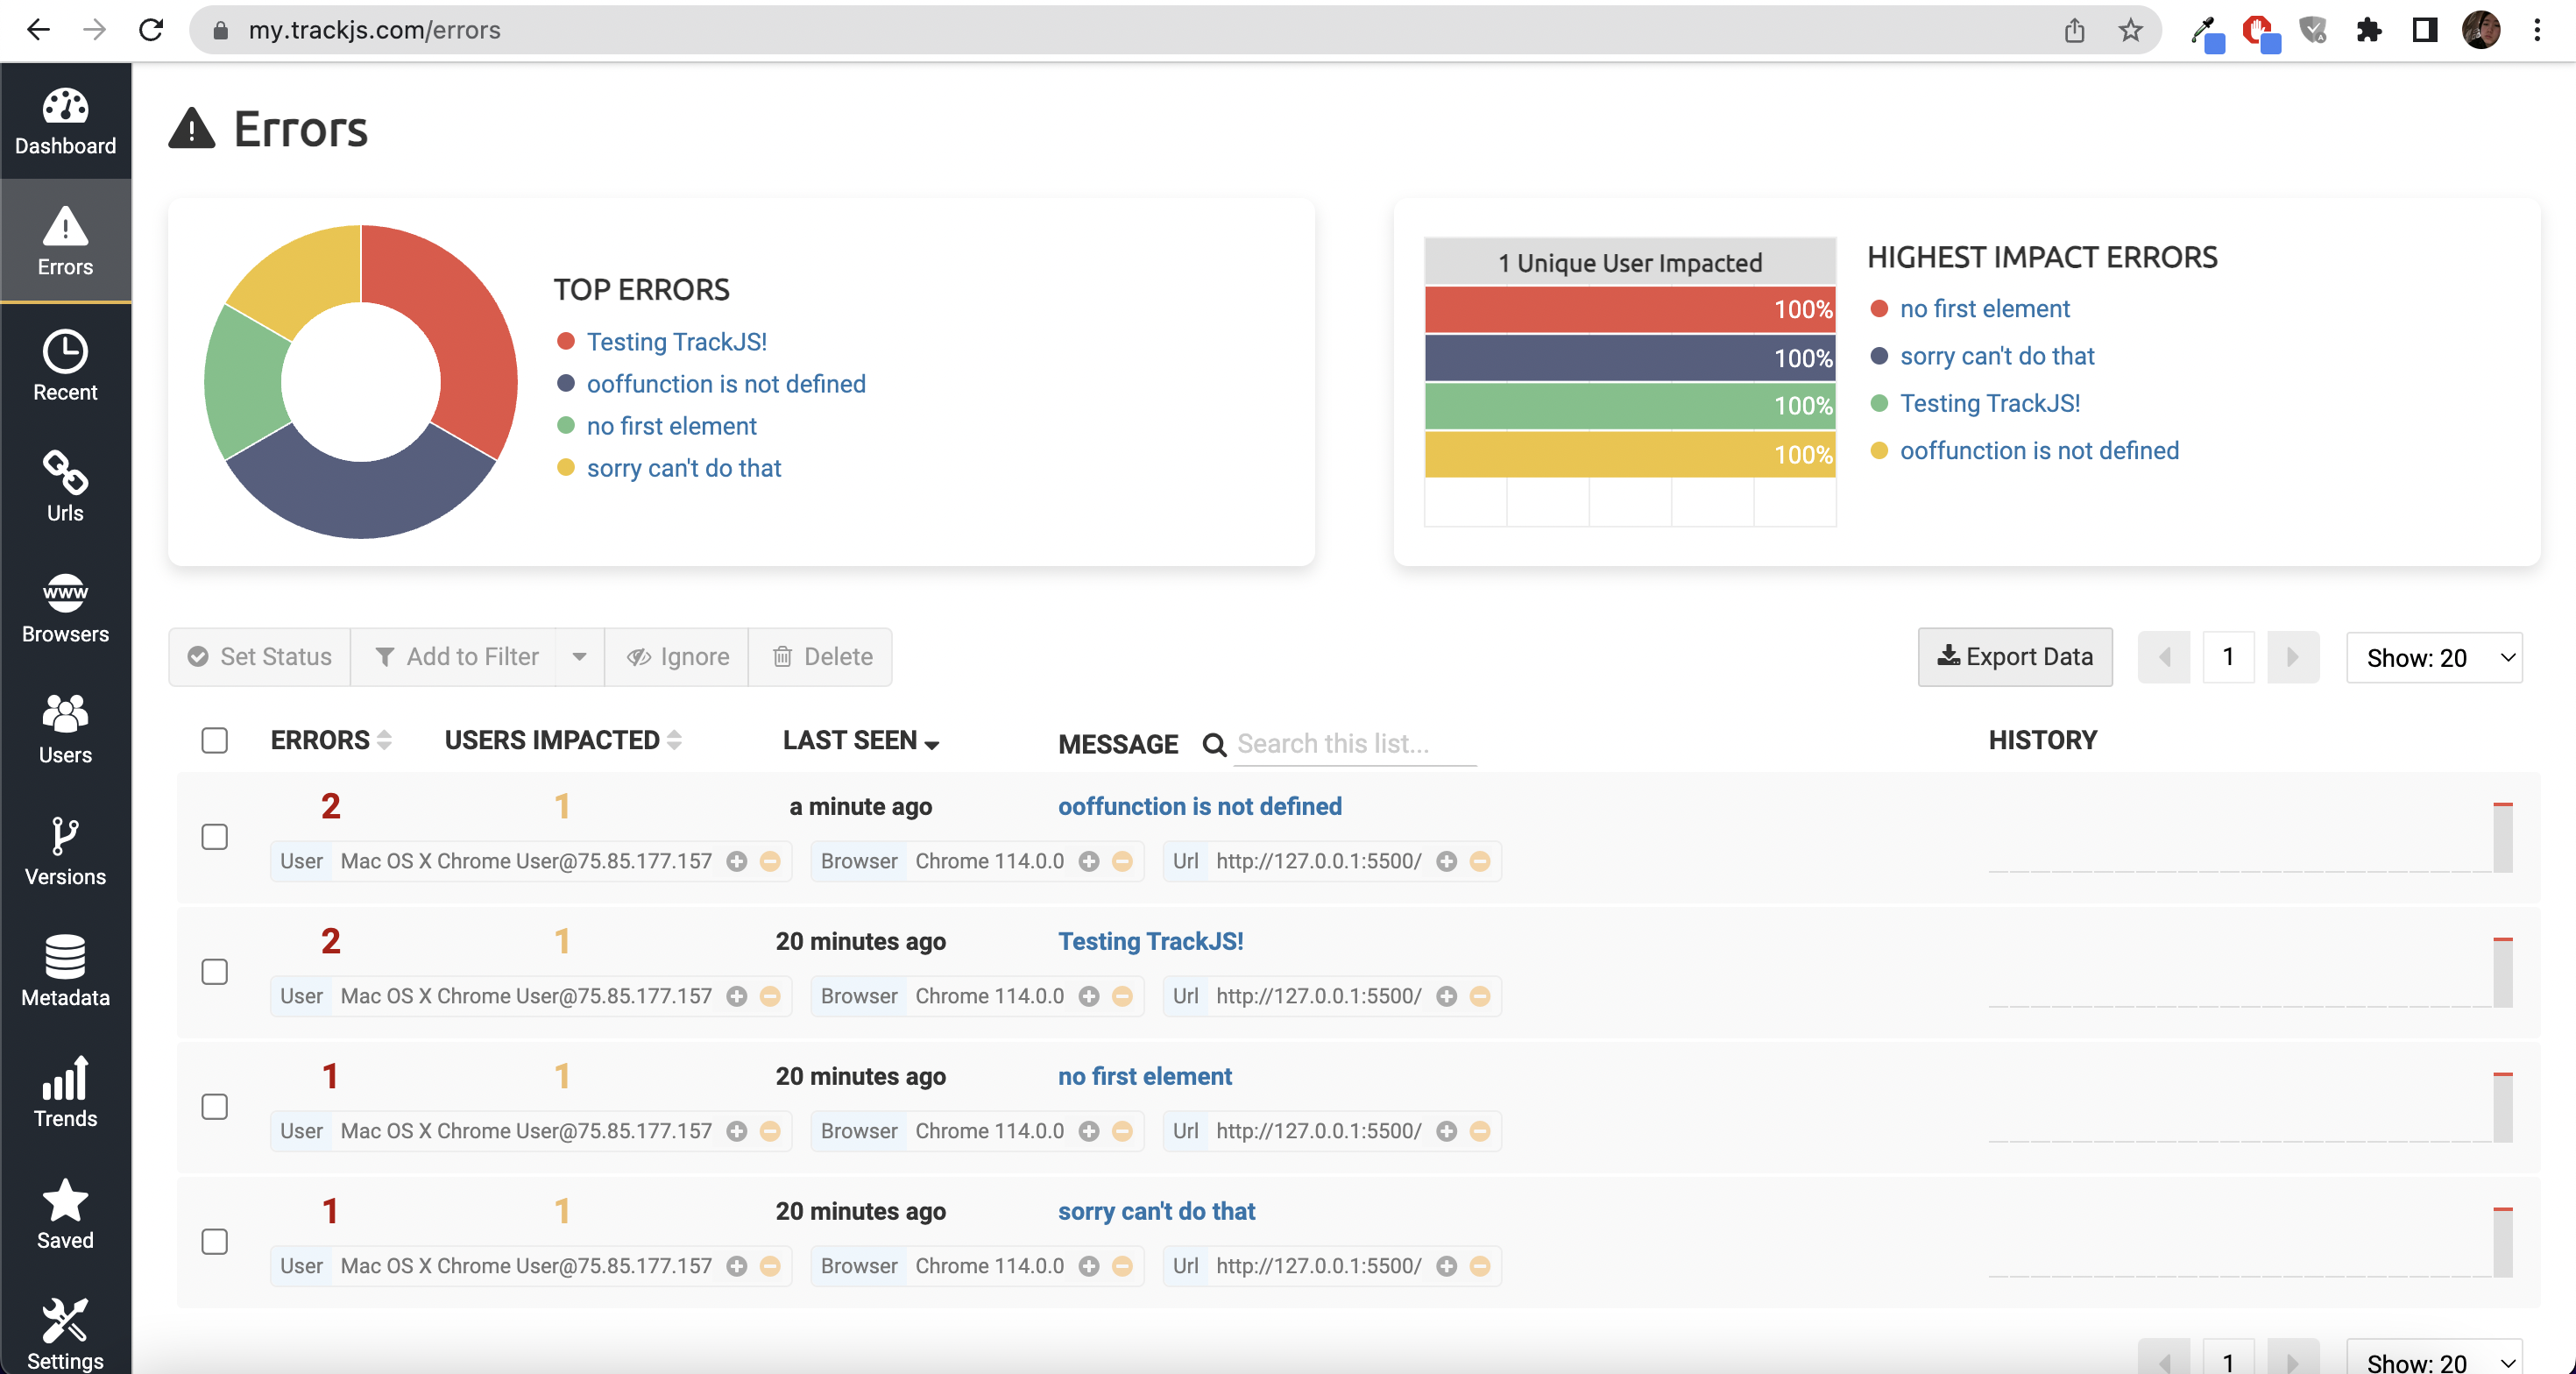 my.trackjs.com/errors
Dashboard
Errors
Recent
Urls
WWW
Browsers
Users
Versions
Metadata
Trends
Saved
Settings
Errors
TOP ERRORS
Testing TrackJS!
ooffunction is not defined
no first element
sorry can't do that
1 Unique User Impacted
100%
100%
100%
100%
HIGHEST IMPACT ERRORS
no first element
sorry can't do that
Testing TrackJS!
ooffunction is not defined
Set Status Add to Filter Ignore Delete
Export Data 1 Show: 20
ERRORS USERS IMPACTED LAST SEEN MESSAGE Search this list... HISTORY
2 1 a minute ago ooffunction is not defined
User Mac OS X Chrome User@75.85.177.157 Browser Chrome 114.0.0 Url http://127.0.0.1:5500/
2 1 20 minutes ago Testing TrackJS!
User Mac OS X Chrome User@75.85.177.157 Browser Chrome 114.0.0 Url http://127.0.0.1:5500/
1 1 20 minutes ago no first element
User Mac OS X Chrome User@75.85.177.157 Browser Chrome 114.0.0 Url http://127.0.0.1:5500/
1 1 20 minutes ago sorry can't do that
User Mac OS X Chrome User@75.85.177.157 Browser Chrome 114.0.0 Url http://127.0.0.1:5500/
1 Show: 20